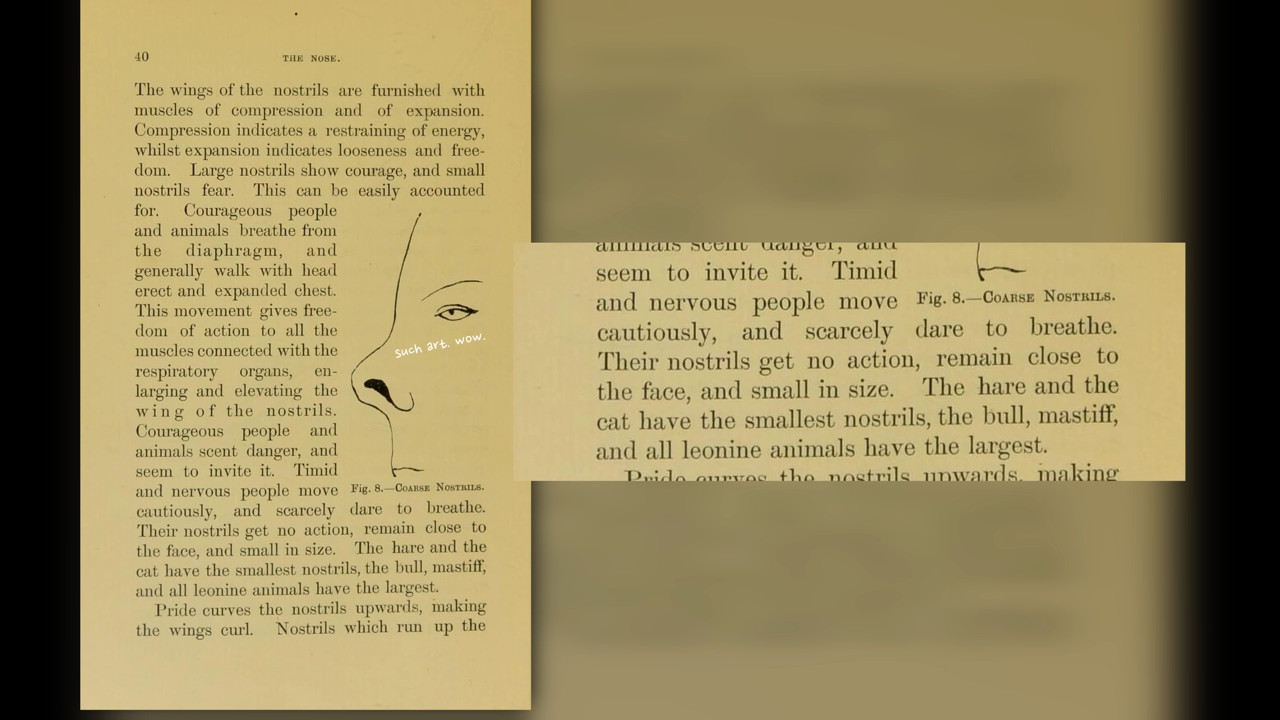 40
THE NOSE.
The wings of the nostrils are furnished with
muscles of compression and of expansion.
Compression indicates a restraining of energy,
whilst expansion indicates looseness and free-
dom. Large nostrils show courage, and small
nostrils fear. This can be easily accounted
for. Courageous people
and animals breathe from
the diaphragm, and
generally walk with head
erect and expanded chest.
This movement gives free-
dom of action to all the
muscles connected with the
respiratory organs, en-
larging and elevating the
wing of the nostrils.
Courageous people and
animals scent danger, and
seem to invite it. Timid
and nervous people move
such art. wow.
Fig. 8.—COARSE NOSTRILS.
cautiously, and scarcely dare to breathe.
Their nostrils get no action, remain close to
the face, and small in size. The hare and the
cat have the smallest nostrils, the bull, mastiff,
and all leonine animals have the largest.
Pride curves the nostrils upwards, making
the wings curl. Nostrils which run up the
animals scent danger, and
seem to invite it. Timid
and nervous people move
Fig. 8.—COARSE NOSTRILS.
cautiously, and scarcely dare to breathe.
Their nostrils get no action, remain close to
the face, and small in size. The hare and the
cat have the smallest nostrils, the bull, mastiff,
and all leonine animals have the largest.
Pride curves the nostrils upwards, making